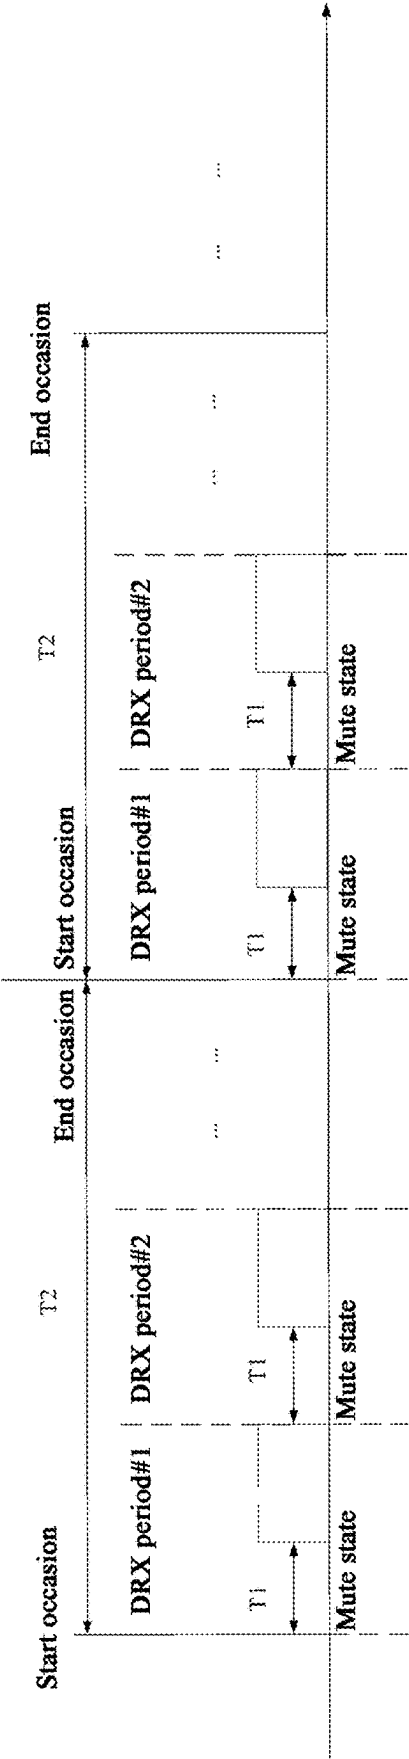 Start occasion
T2
End occasion
Start occasion
T2
End occasion
DRX period#1
DRX period#2
...
...
DRX period#1
DRX period#2
...
...
...
...
T1
T1
T1
T1
Mute state
Mute state
Mute state
Mute state